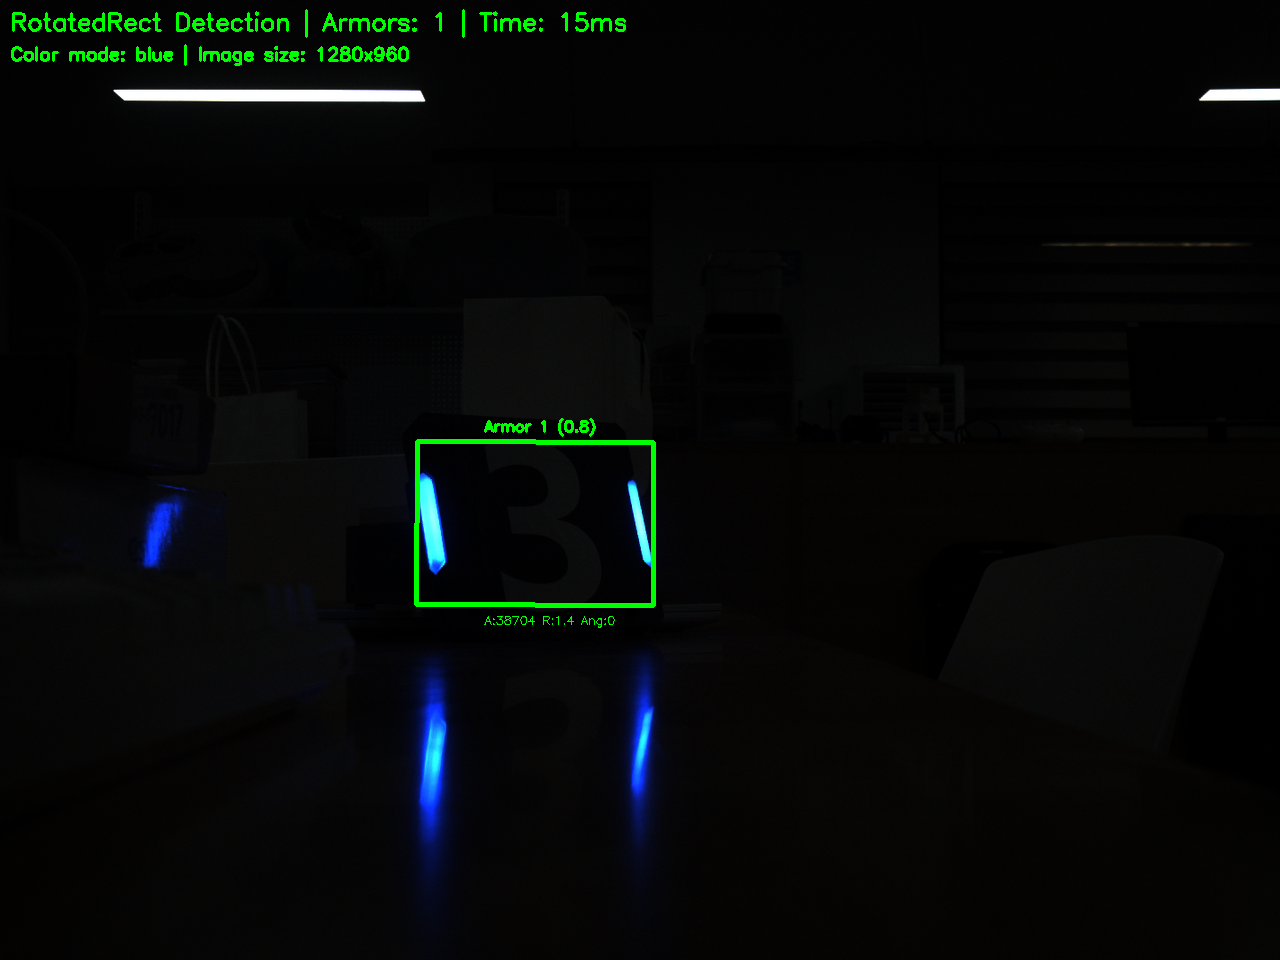 RotatedRect Detection | Armors: 1 | Time: 15ms
Color mode: blue | Image size: 1280x960
Armor 1 (0.8)
3
A:38704 R:1.4 Ang:0